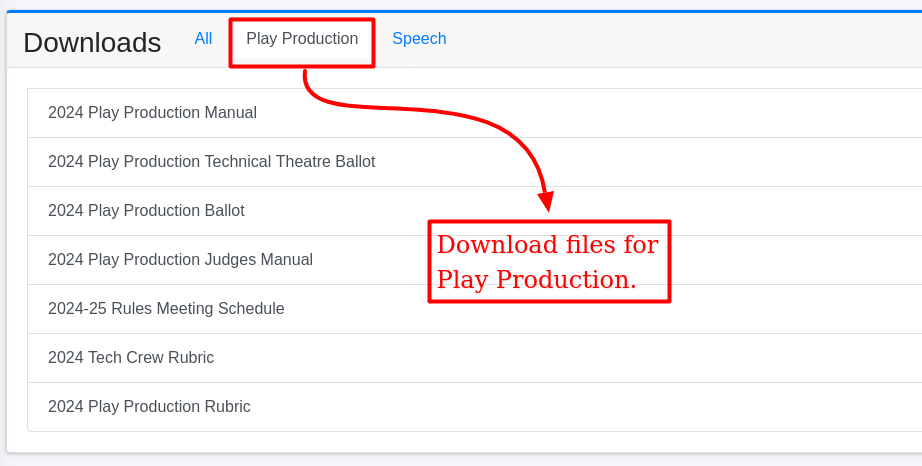 Downloads All Play Production Speech
2024 Play Production Manual
2024 Play Production Technical Theatre Ballot
2024 Play Production Ballot
Download files for
Play Production.
2024 Play Production Judges Manual
2024-25 Rules Meeting Schedule
2024 Tech Crew Rubric
2024 Play Production Rubric